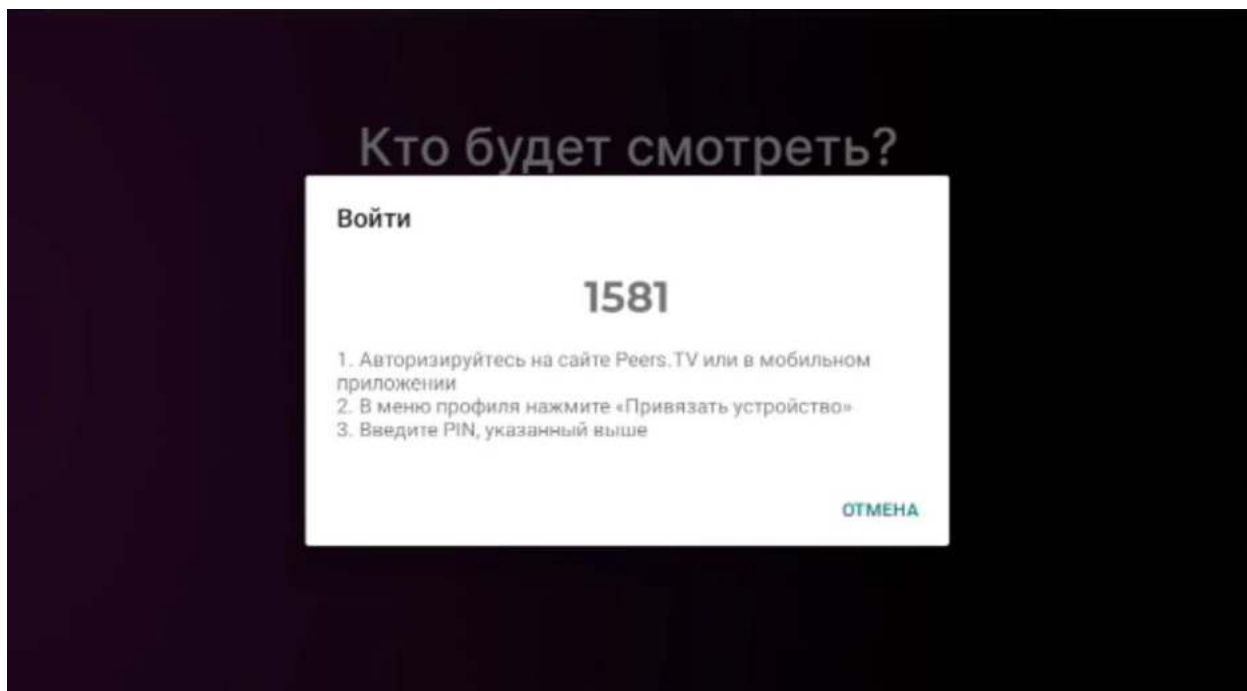 Кто будет смотреть?
Войти
1581
1. Авторизируйтесь на сайте Peers.TV или в мобильном
приложении
2. В меню профиля нажмите «Привязать устройство»
3. Введите PIN, указанный выше
ОТМЕНА